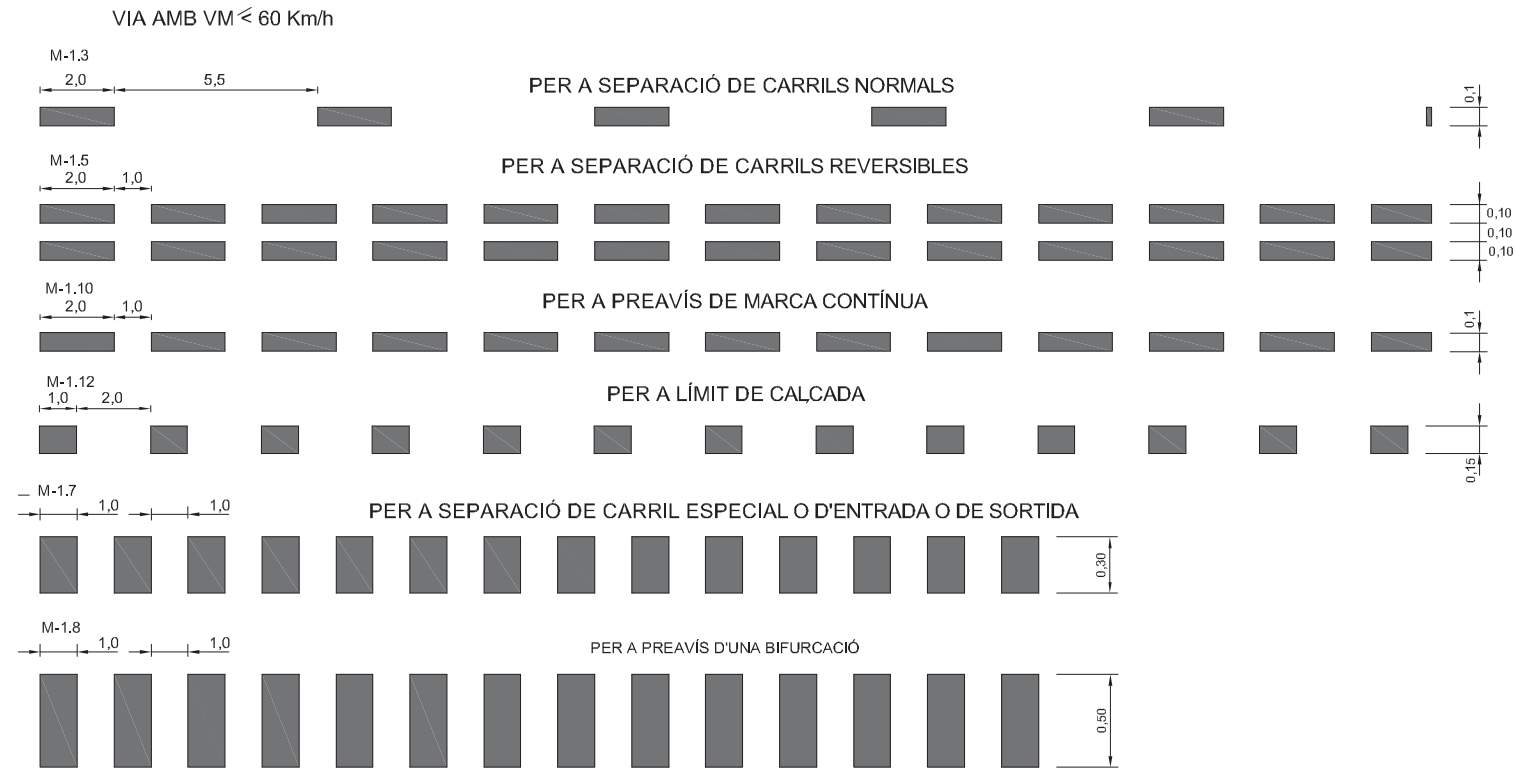 VIA AMB VM ≤ 60 Km/h
M-1.3
2,0 5,5
PER A SEPARACIÓ DE CARRILS NORMALS
0,1
M-1.5
2,0 1,0
PER A SEPARACIÓ DE CARRILS REVERSIBLES
0,10
0,10
0,10
M-1.10
2,0 1,0
PER A PREAVÍS DE MARCA CONTÍNUA
0,1
M-1.12
1,0 2,0
PER A LÍMIT DE CALÇADA
0,15
M-1.7
1,0 1,0
PER A SEPARACIÓ DE CARRIL ESPECIAL O D'ENTRADA O DE SORTIDA
0,30
M-1.8
1,0 1,0
PER A PREAVÍS D'UNA BIFURCACIÓ
0,50